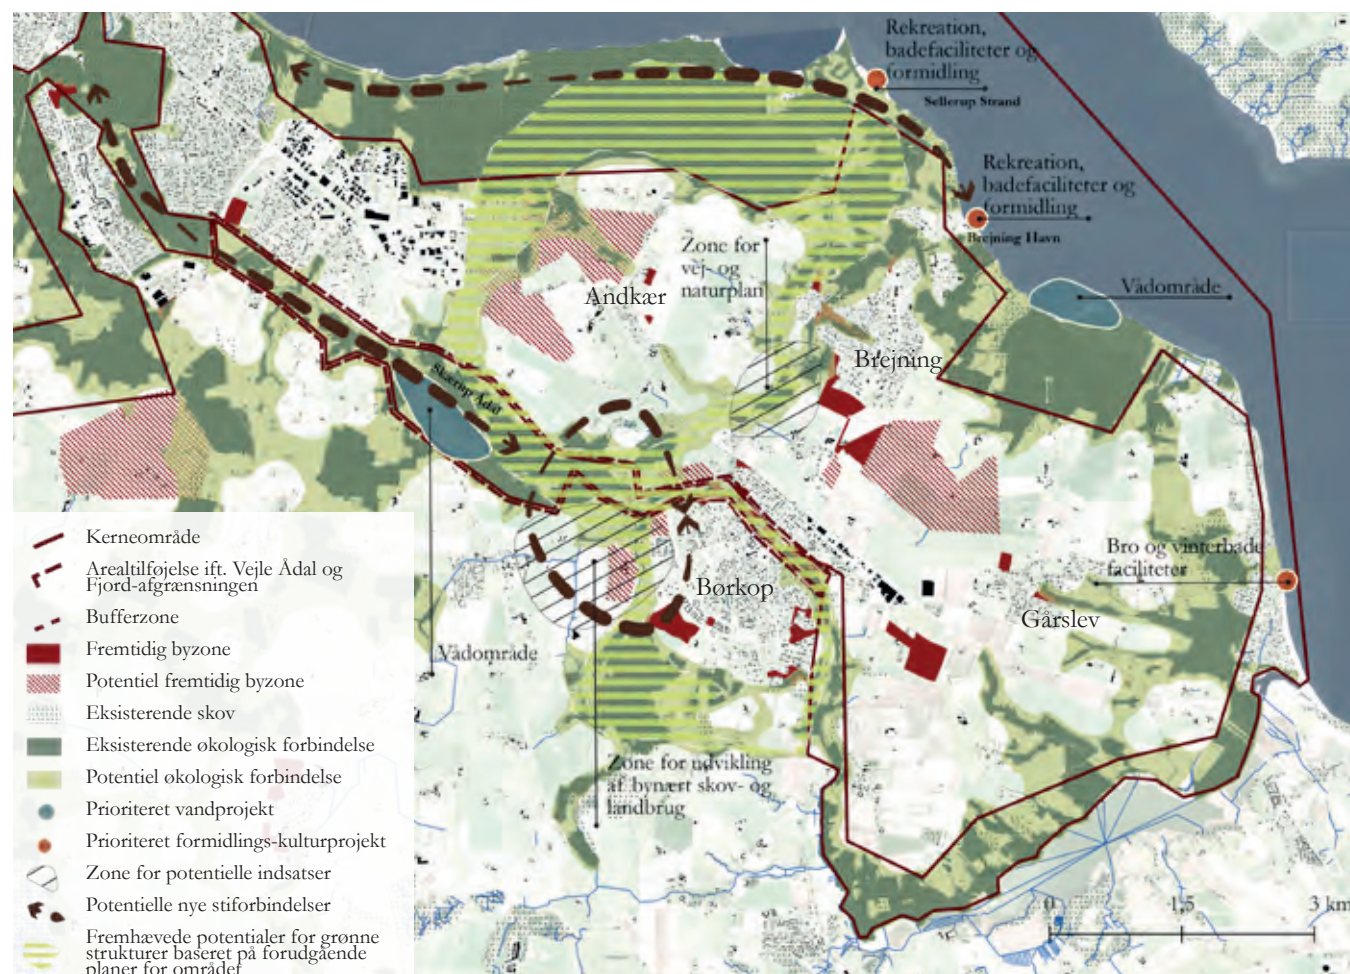 Rekreation,
badefaciliteter og
formidling
Sellerup Strand
Rekreation,
badefaciliteter og
formidling
Brejning Havn
Zone for
vej- og
naturplan
Andkær
Vådområde
Brejning
Skærup Ådal
Bro og vinterbade
faciliteter
Børkop
Gårslev
Vådområde
Zone for udvikling
af bynært skov- og
landbrug
Kerneområde
Arealtilføjelse ift. Vejle Ådal og
Fjord-afgrænsningen
Bufferzone
Fremtidig byzone
Potentiel fremtidig byzone
Eksisterende skov
Eksisterende økologisk forbindelse
Potentiel økologisk forbindelse
Prioriteret vandprojekt
Prioriteret formidlings-kulturprojekt
Zone for potentielle indsatser
Potentielle nye stiforbindelser
Fremhævede potentialer for grønne
strukturer baseret på forudgående
planer for området
0 1,5 3 km